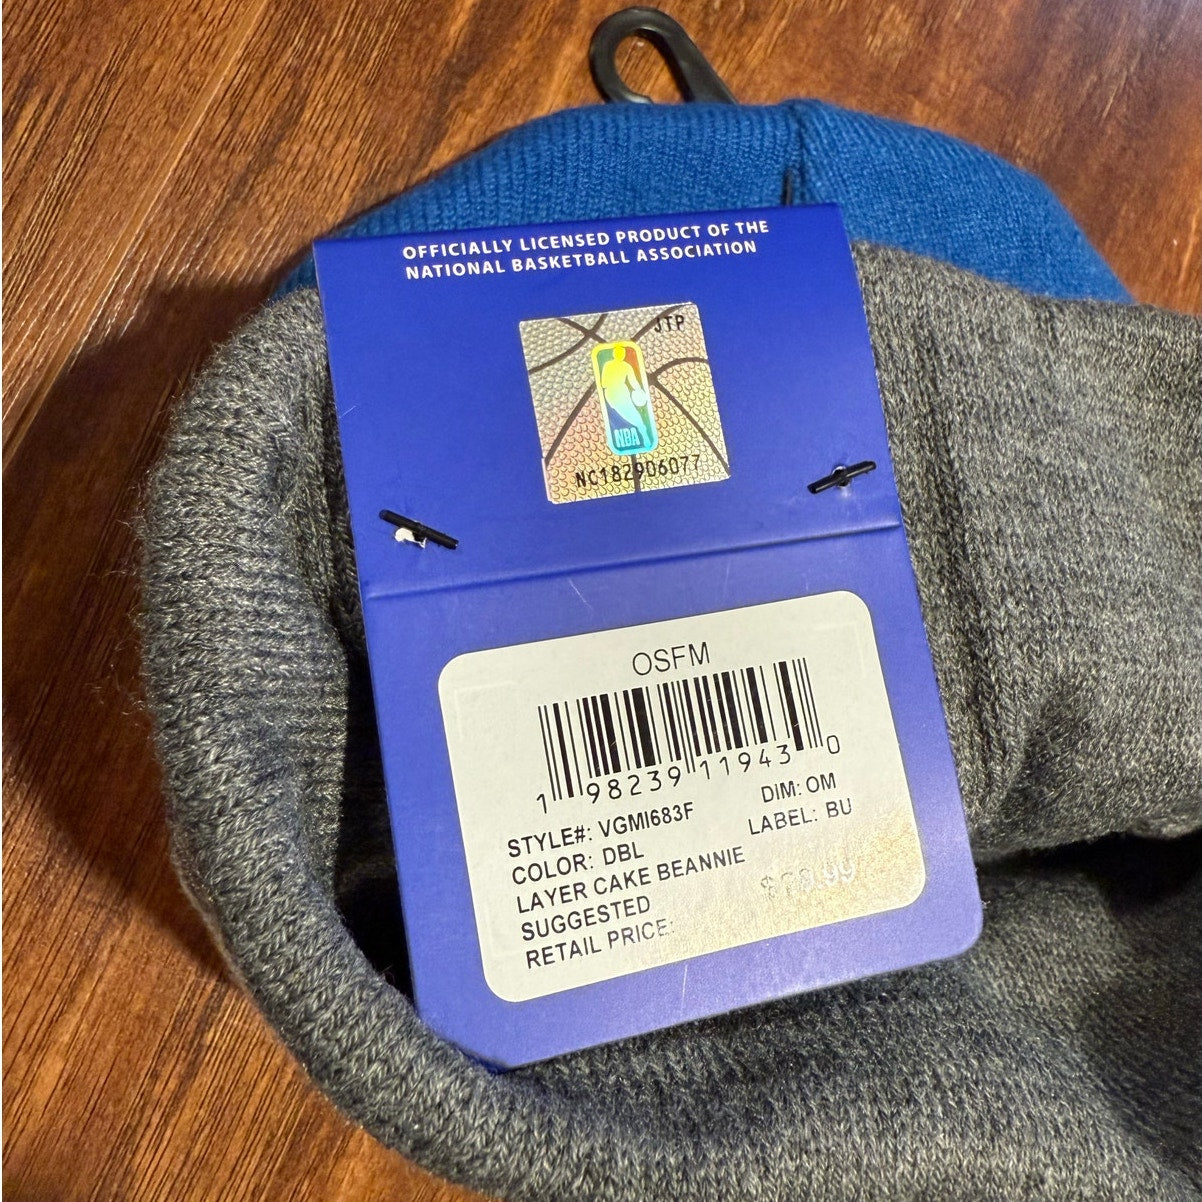 OFFICIALLY LICENSED PRODUCT OF THE
NATIONAL BASKETBALL ASSOCIATION
JTP
NBA
NC182906077
OSFM
1 98239 11943 0
STYLE#: VGMI683F DIM: OM
COLOR: DBL LABEL: BU
LAYER CAKE BEANNIE
SUGGESTED
RETAIL PRICE: